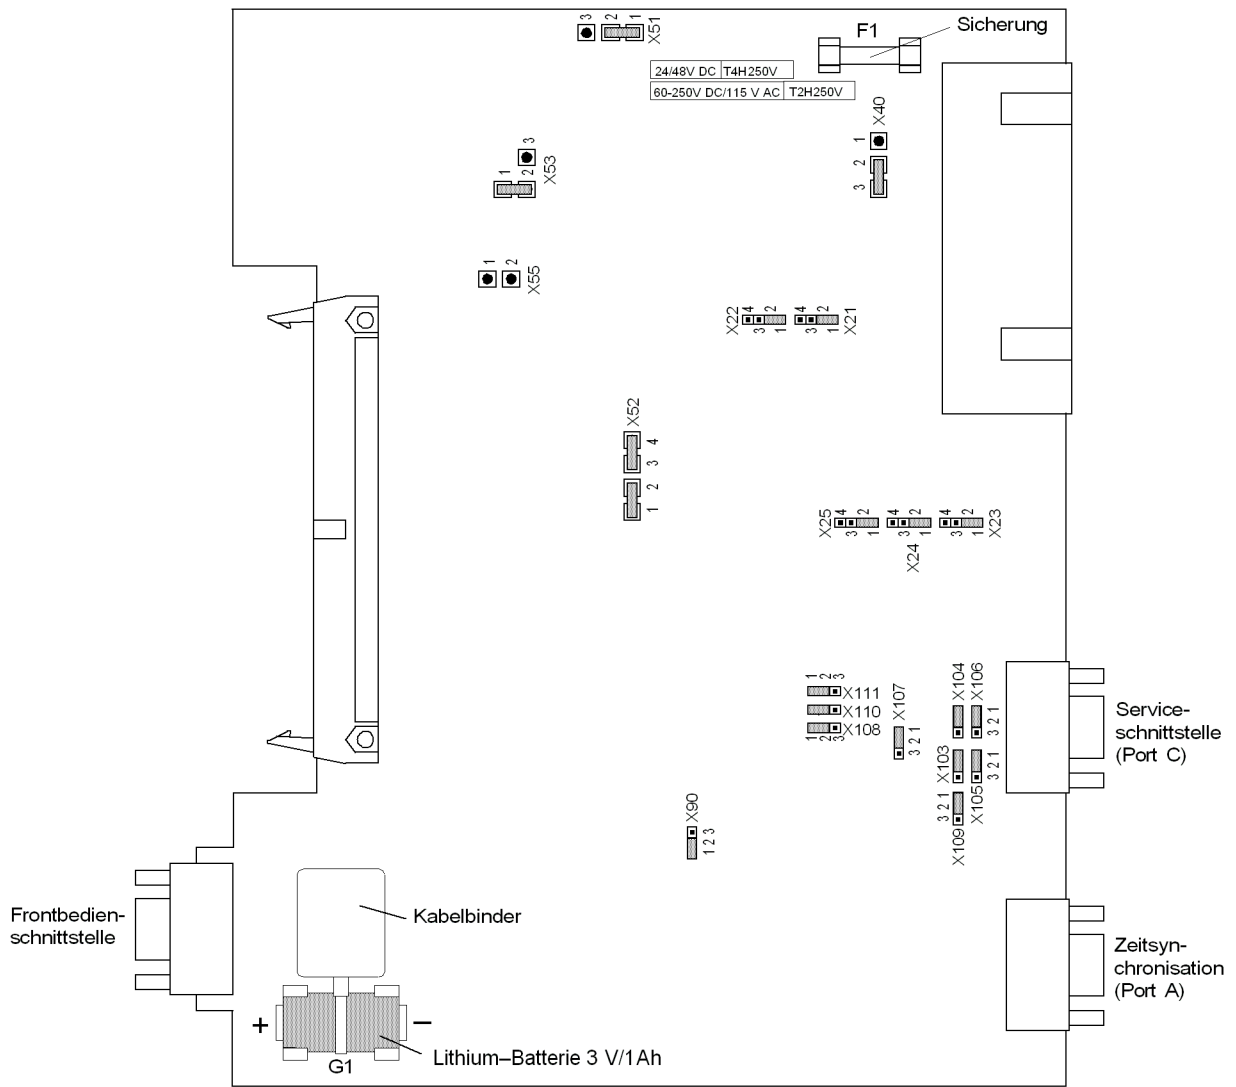 3 2 1
X51
F1
Sicherung
24/48V DC T4H250V
60-250V DC/115 V AC T2H250V
X40
1
2
3
3
1 2
X53
1 2
X55
X22
4 2
3 1
4 2
3 1
X21
X52
4
3
2
1
X25
4 2
3 1
4 2
3 1
X24
4 2
3 1
X23
1 2 3
X111
X110
X108
1 2 3
X107
3 2 1
X104
X106
3 2 1
X103
3 2 1
X105
3 2 1
X109
Service-
schnittstelle
(Port C)
X90
1 2 3
Frontbedien-
schnittstelle
Kabelbinder
Zeitsyn-
chronisation
(Port A)
+
–
G1
Lithium–Batterie 3 V/1Ah